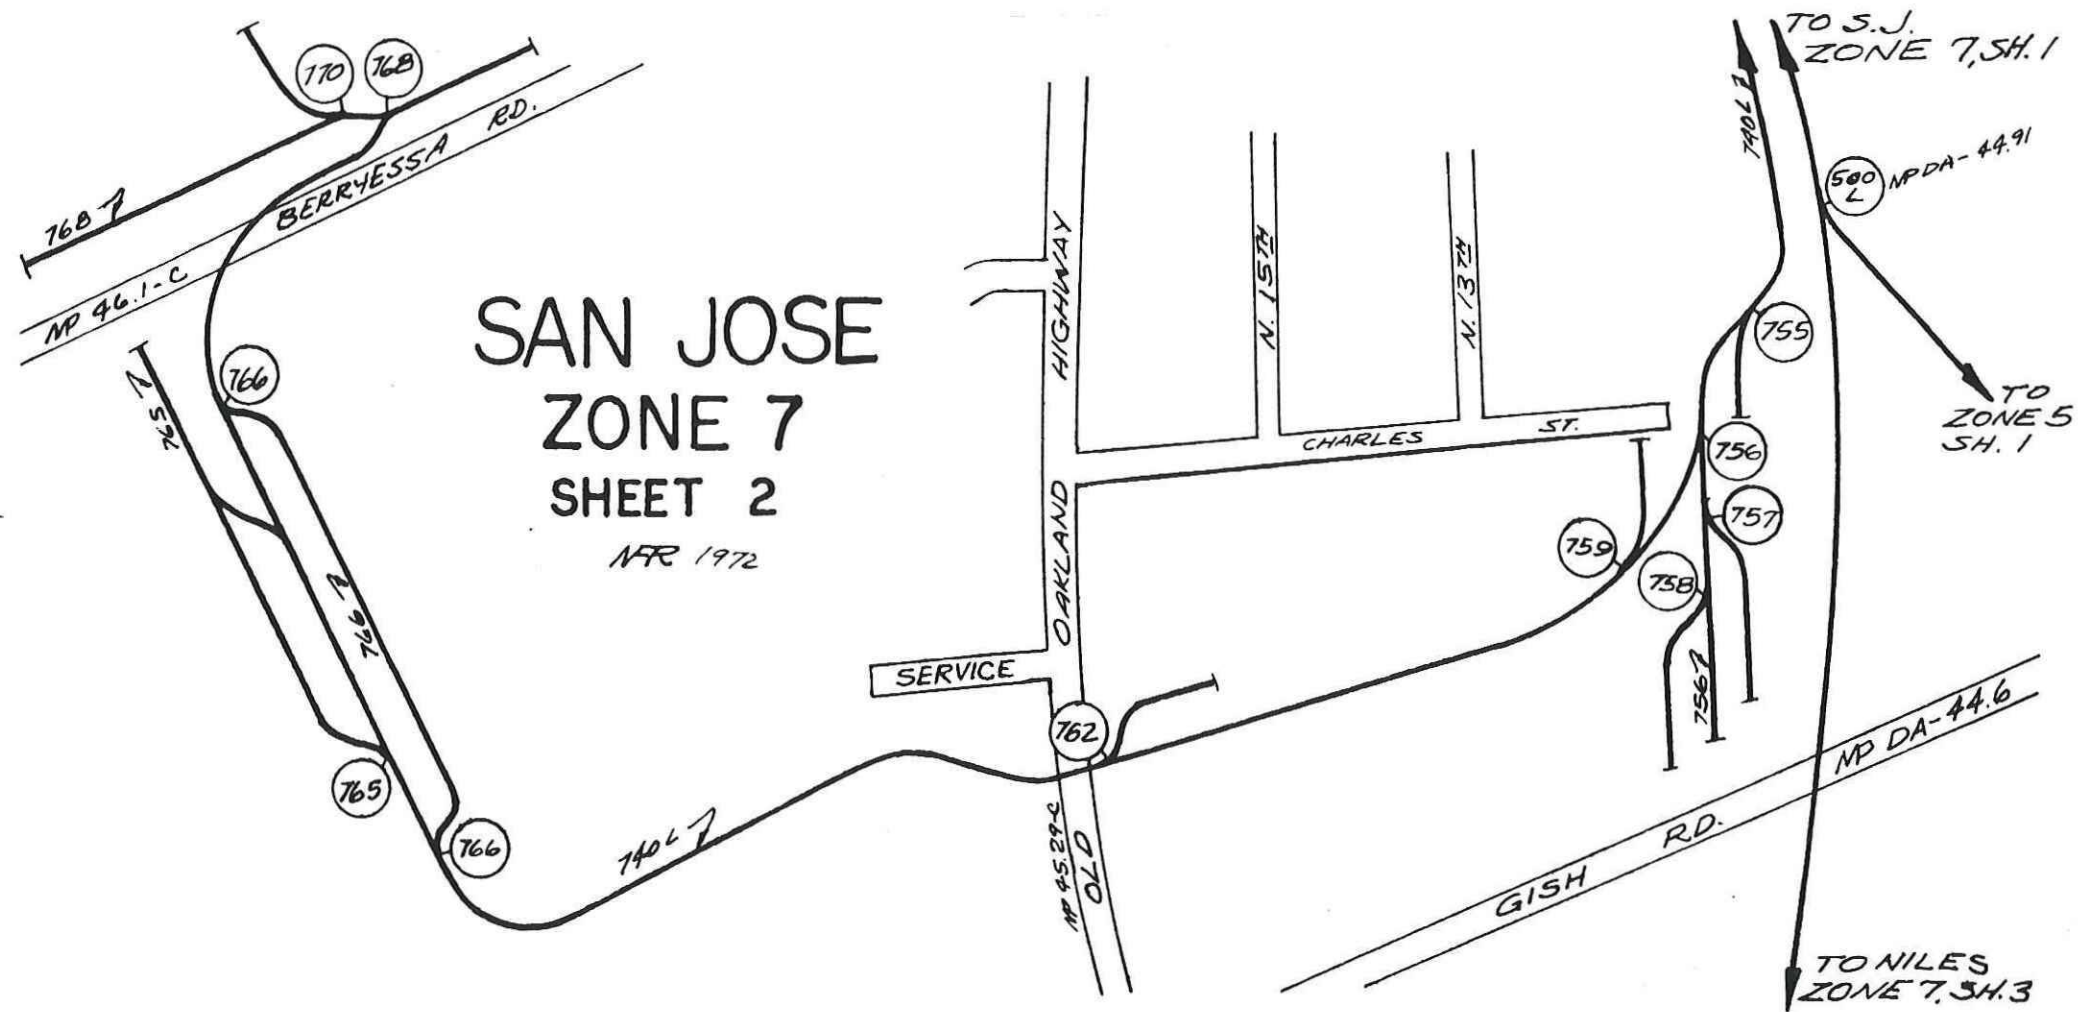 TO S.J.
ZONE 7, SH. 1
770
768
BERRYESSA RD.
768
MP 46.1-C
740L
500
L
MP DA-44.91
HIGHWAY
N. 15TH
N. 13TH
755
TO
ZONE 5
SH. 1
766
765
SAN JOSE
ZONE 7
SHEET 2
1972
CHARLES ST.
756
757
759
758
OAKLAND
766
SERVICE
756
762
765
766
740L
MP 45.29-C
OLD
MP DA-44.6
GISH RD.
TO NILES
ZONE 7, SH. 3